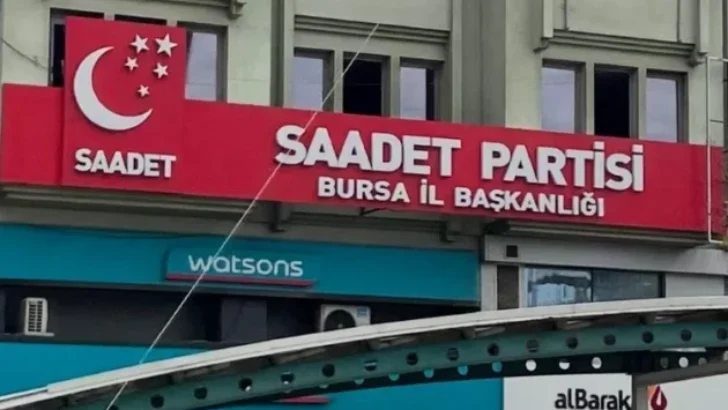 SAADET
SAADET PARTİSİ
BURSA İL BAŞKANLIĞI
watsons
alBarak